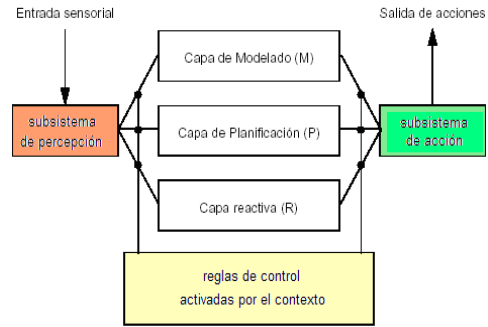 Entrada sensorial
Salida de acciones
Capa de Modelado (M)
subsistema
de percepción
Capa de Planificación (P)
subsistema
de acción
Capa reactiva (R)
reglas de control
activadas por el contexto